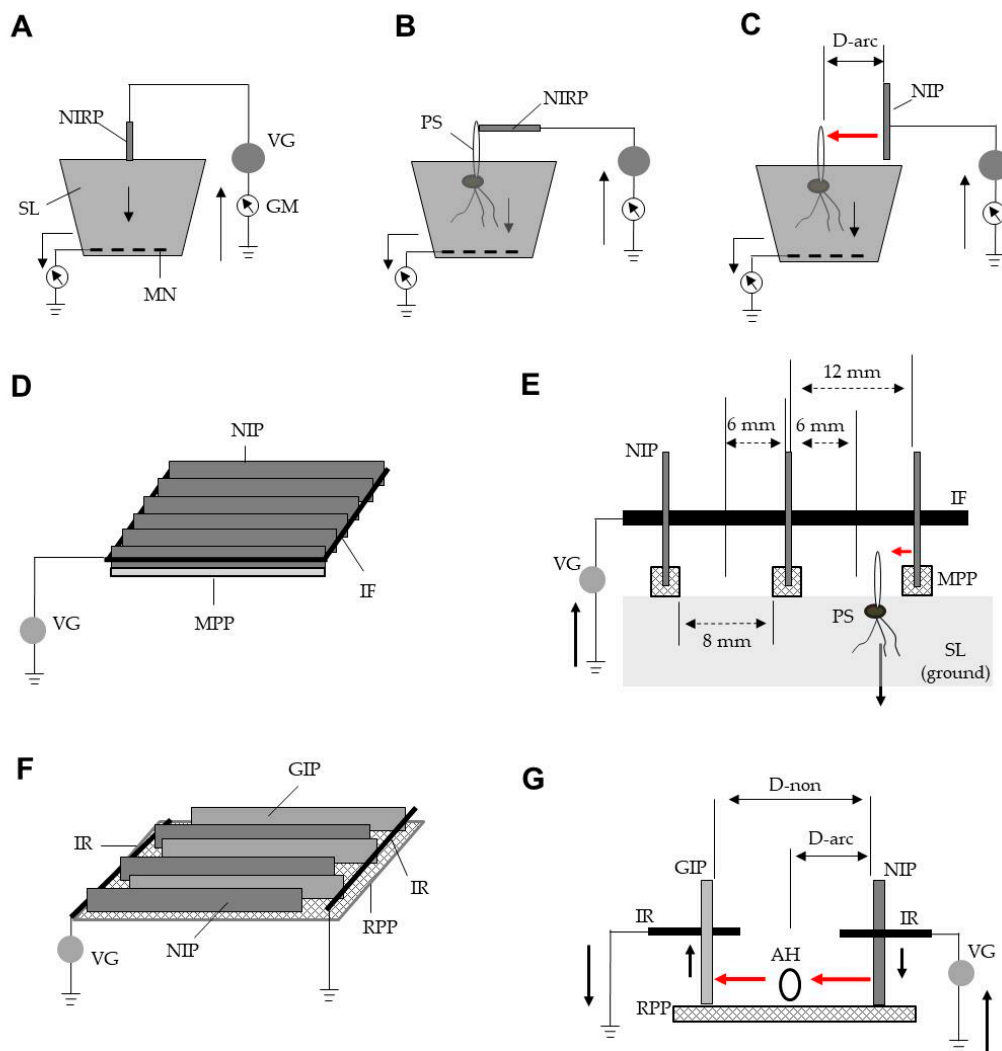 A
NIRP
VG
SL
GM
MN
B
PS
NIRP
C
D-arc
NIP
D
NIP
IF
VG
MPP
E
12 mm
6 mm
6 mm
NIP
IF
VG
MPP
PS
8 mm
SL
(ground)
F
GIP
IR
IR
RPP
NIP
VG
G
D-non
D-arc
GIP
NIP
IR
IR
AH
VG
RPP